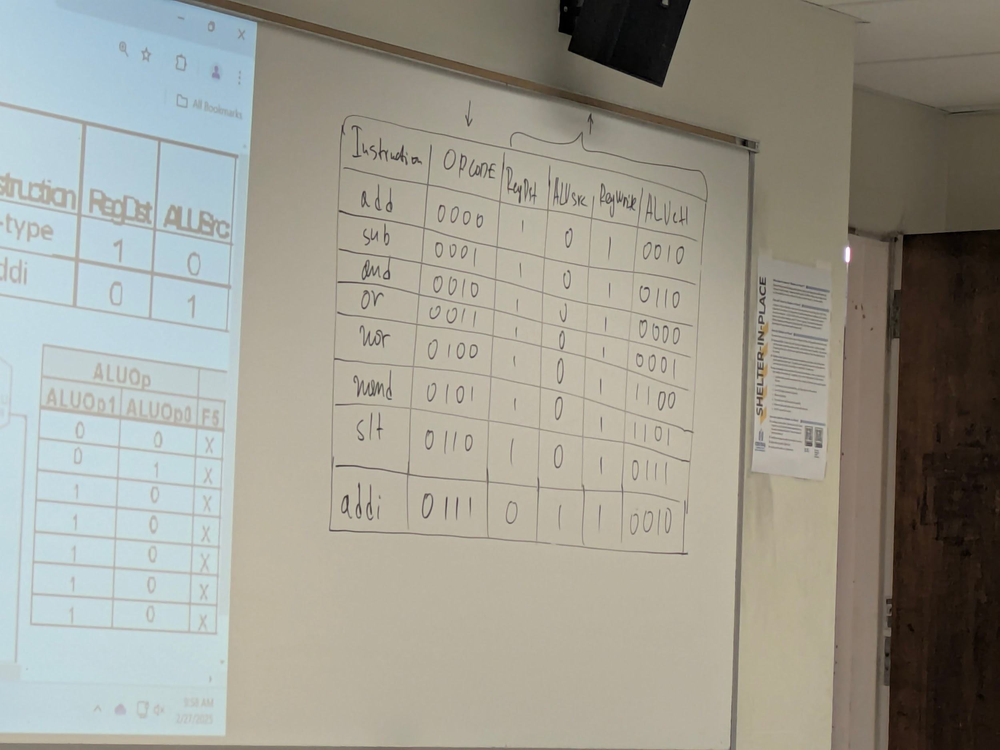 All Bookmarks
struction RegDst ALUSrc
-type 1 0
ddi 0 1
ALUOp
ALUOp1 ALUOp0 F5
0 0 X
0 1 X
1 0 X
1 0 X
1 0 X
1 0 X
1 0 X
9:58 AM
2/27/2025
↓ ↑
Instruction OPCODE RegDst ALUsrc RegWrite ALUctl
add 0000 1 0 1 0010
sub 0001 1 0 1 0110
and 0010 1 0 1 0000
or 0011 1 0 1 0001
nor 0100 1 0 1 1100
nand 0101 1 0 1 1101
slt 0110 1 0 1 0111
addi 0111 0 1 1 0010
SHELTER-IN-PLACE